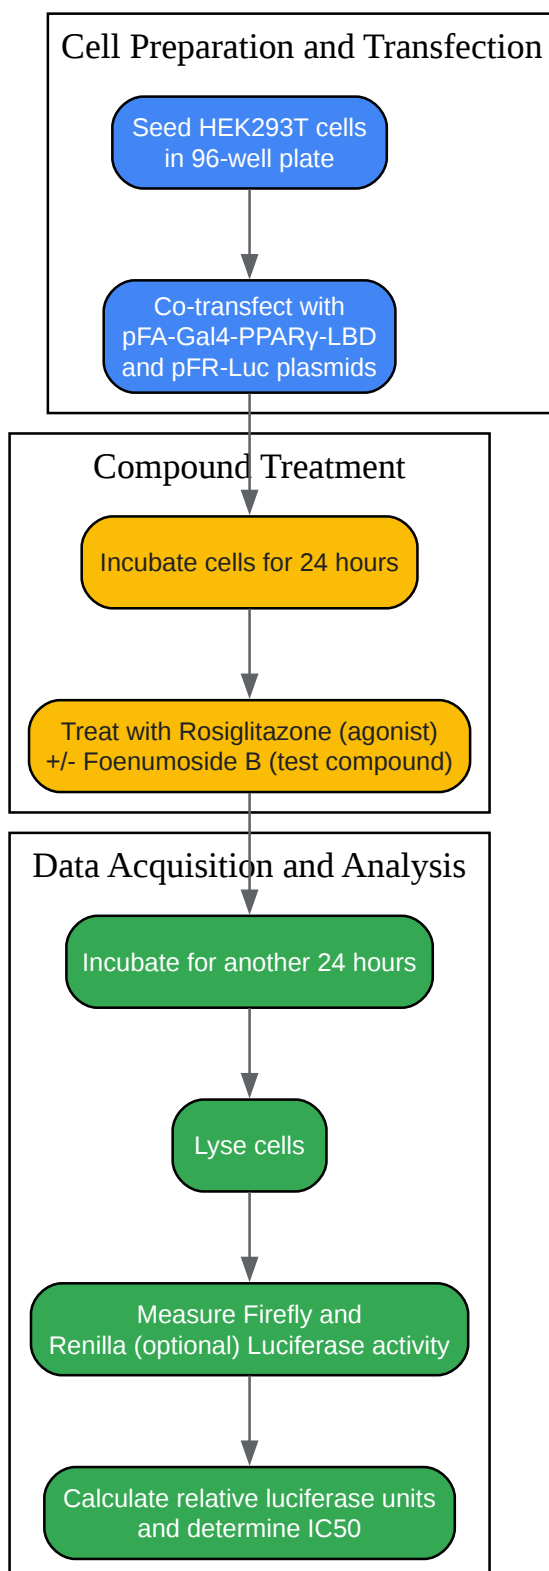 Cell Preparation and Transfection
Seed HEK293T cells
in 96-well plate
Co-transfect with
pFA-Gal4-PPARγ-LBD
and pFR-Luc plasmids
Compound Treatment
Incubate cells for 24 hours
Treat with Rosiglitazone (agonist)
+/- Foenumoside B (test compound)
Data Acquisition and Analysis
Incubate for another 24 hours
Lyse cells
Measure Firefly and
Renilla (optional) Luciferase activity
Calculate relative luciferase units
and determine IC50